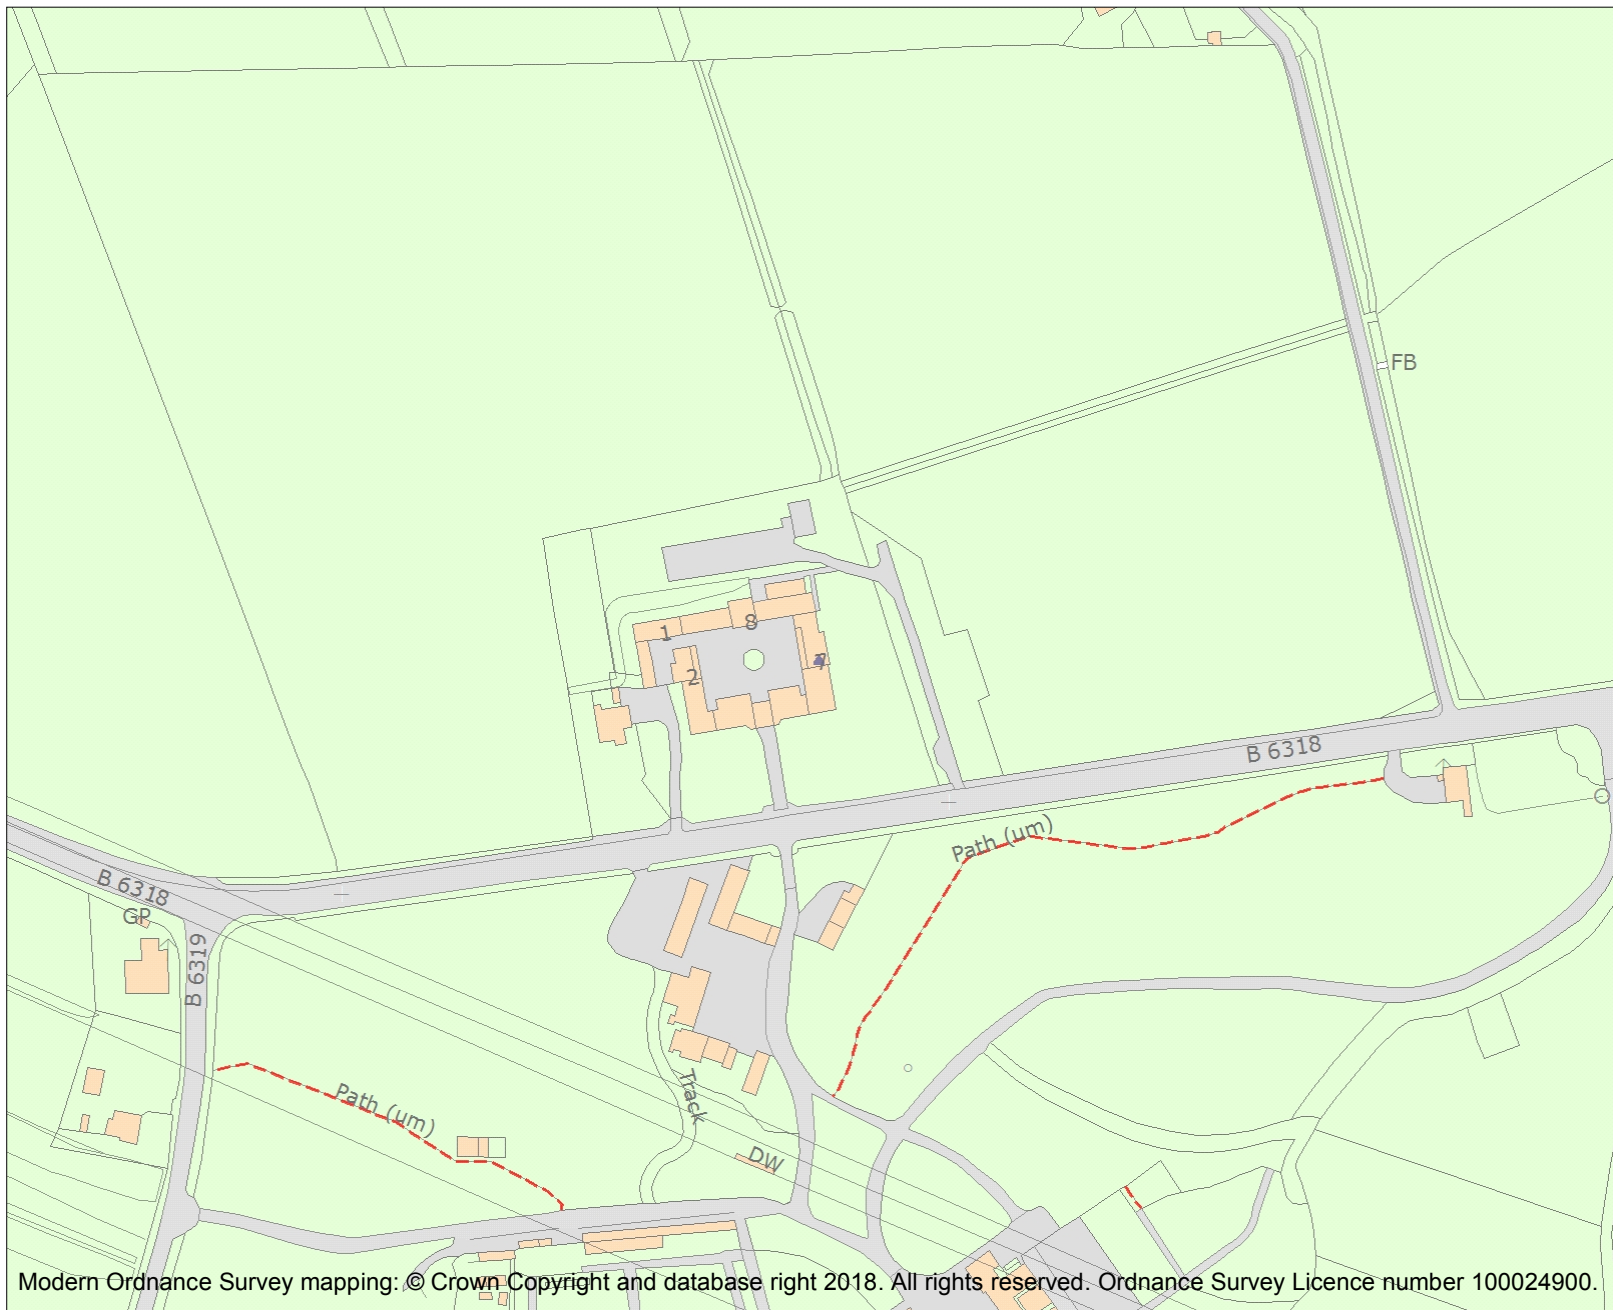 FB
1
8
2
B 6318
Path (um)
B 6318
GP
B 6319
Track
Path (um)
DW
Modern Ordnance Survey mapping: © Crown Copyright and database right 2018. All rights reserved. Ordnance Survey Licence number 100024900.